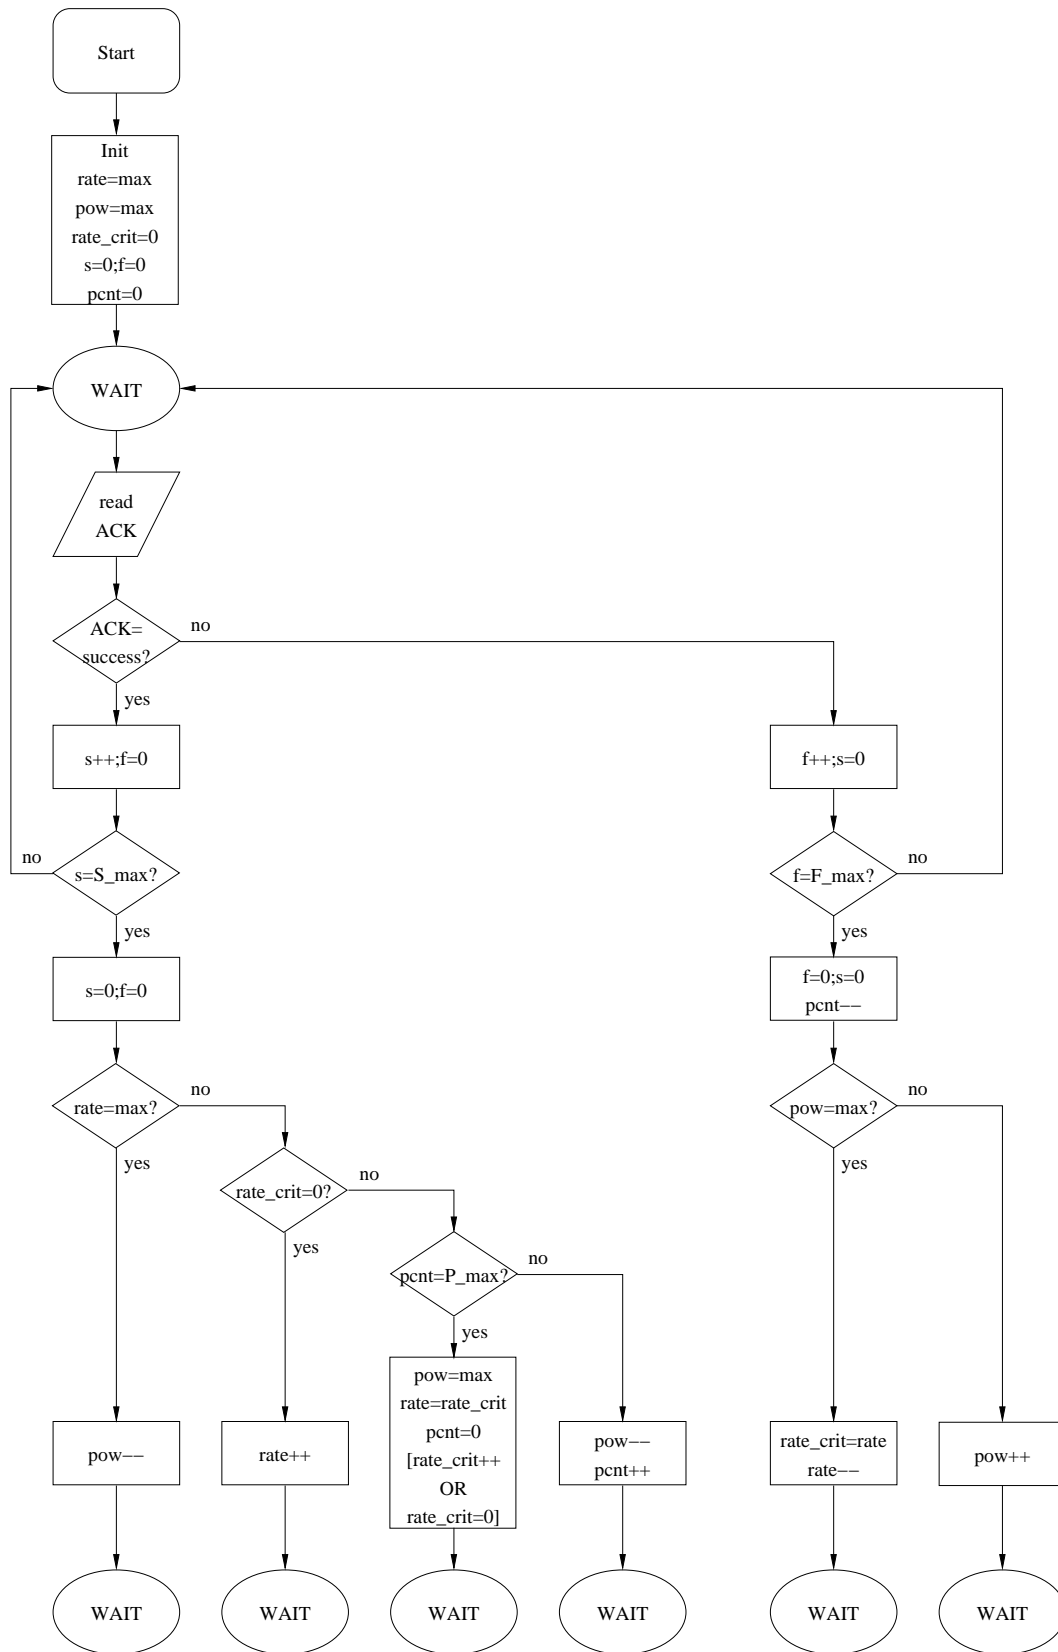 Start
Init
rate=max
pow=max
rate_crit=0
s=0;f=0
pcnt=0
WAIT
read
ACK
ACK=
success?
no
yes
s++;f=0
f++;s=0
no
s=S_max?
f=F_max?
no
yes
yes
s=0;f=0
f=0;s=0
pcnt−−
rate=max?
no
pow=max?
no
yes
yes
rate_crit=0?
no
yes
pcnt=P_max?
no
yes
pow−−
rate++
pow=max
rate=rate_crit
pcnt=0
[rate_crit++
OR
rate_crit=0]
pow−−
pcnt++
rate_crit=rate
rate−−
pow++
WAIT
WAIT
WAIT
WAIT
WAIT
WAIT